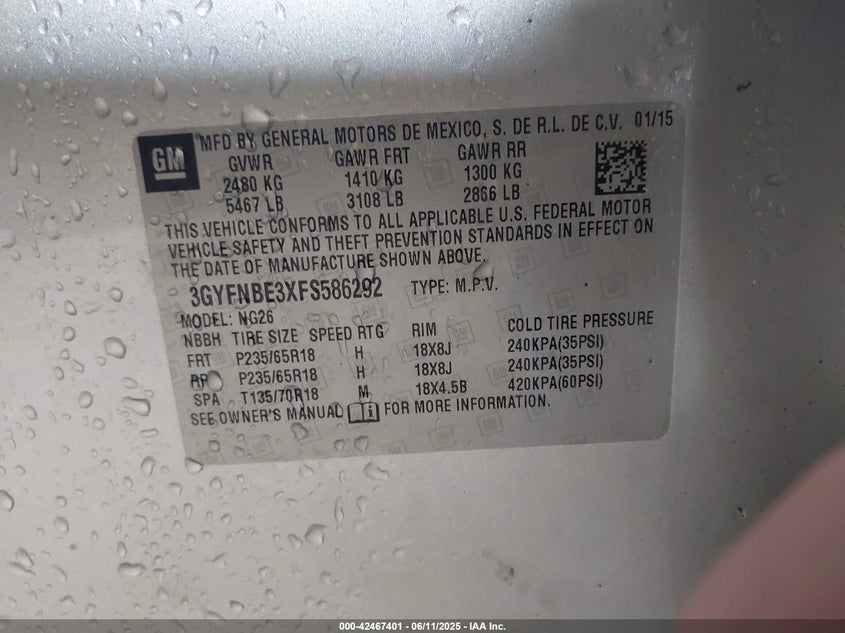 GM
MFD BY GENERAL MOTORS DE MEXICO, S. DE R.L. DE C.V. 01/15
GVWR GAWR FRT GAWR RR
2480 KG 1410 KG 1300 KG
5467 LB 3108 LB 2866 LB
THIS VEHICLE CONFORMS TO ALL APPLICABLE U.S. FEDERAL MOTOR
VEHICLE SAFETY AND THEFT PREVENTION STANDARDS IN EFFECT ON
THE DATE OF MANUFACTURE SHOWN ABOVE.
3GYFNBE3XFS586292 TYPE: M.P.V.
MODEL: NG26
NBBH TIRE SIZE SPEED RTG RIM COLD TIRE PRESSURE
FRT P235/65R18 H 18X8J 240KPA(35PSI)
RR P235/65R18 H 18X8J 240KPA(35PSI)
SPA T135/70R18 M 18X4.5B 420KPA(60PSI)
SEE OWNER'S MANUAL FOR MORE INFORMATION.
000-42467401 - 06/11/2025 - IAA Inc.